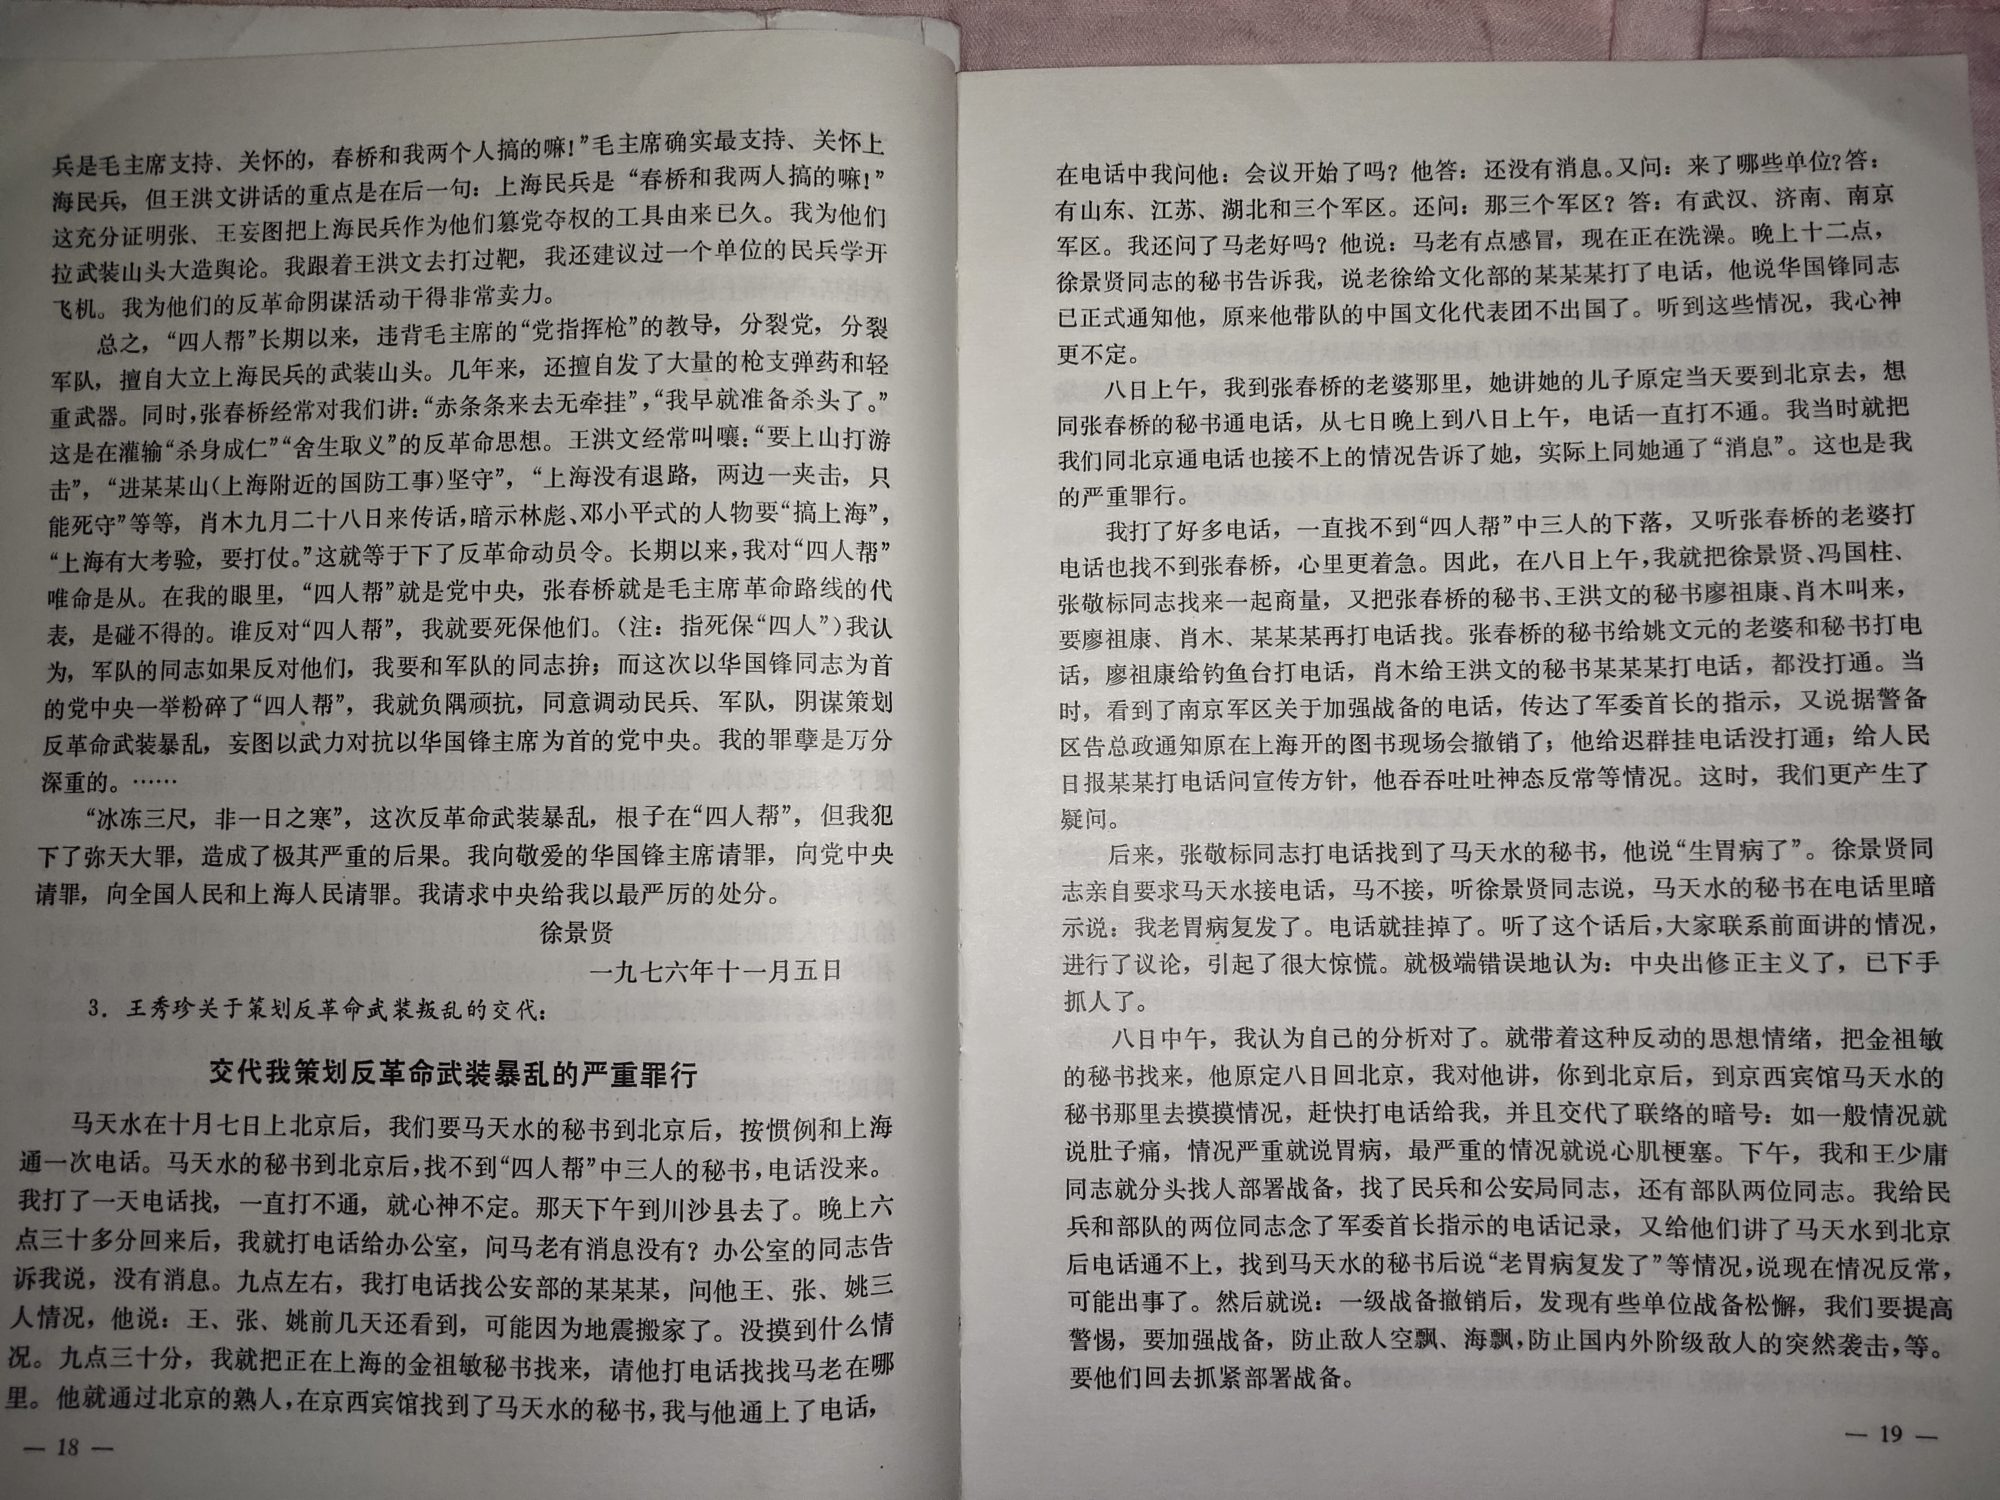 兵是毛主席支持、关怀的，春桥和我两个人搞的嘛！”毛主席确实最支持、关怀上
海民兵，但王洪文讲话的重点是在后一句：上海民兵是“春桥和我两人搞的嘛！”
这充分证明张、王妄图把上海民兵作为他们篡党夺权的工具由来已久。我为他们
拉武装山头大造舆论。我跟着王洪文去打过靶，我还建议过一个单位的民兵学开
飞机。我为他们的反革命阴谋活动干得非常卖力。
总之，“四人帮”长期以来，违背毛主席的“党指挥枪”的教导，分裂党，分裂
军队，擅自大立上海民兵的武装山头。几年来，还擅自发了大量的枪支弹药和轻
重武器。同时，张春桥经常对我们讲：“赤条条来去无牵挂”，“我早就准备杀头了。”
这是在灌输“杀身成仁”“舍生取义”的反革命思想。王洪文经常叫嚷：“要上山打游
击”，“进某某山（上海附近的国防工事）坚守”，“上海没有退路，两边一夹击，只
能死守”等等，肖木九月二十八日来传话，暗示林彪、邓小平式的人物要“搞上海”，
“上海有大考验，要打仗。”这就等于下了反革命动员令。长期以来，我对“四人帮”
唯命是从。在我的眼里，“四人帮”就是党中央，张春桥就是毛主席革命路线的代
表，是碰不得的。谁反对“四人帮”，我就要死保他们。（注：指死保“四人”）我认
为，军队的同志如果反对他们，我要和军队的同志拚；而这次以华国锋同志为首
的党中央一举粉碎了“四人帮”，我就负隅顽抗，同意调动民兵、军队，阴谋策划
反革命武装暴乱，妄图以武力对抗以华国锋主席为首的党中央。我的罪孽是万分
深重的。……
“冰冻三尺，非一日之寒”，这次反革命武装暴乱，根子在“四人帮”，但我犯
下了弥天大罪，造成了极其严重的后果。我向敬爱的华国锋主席请罪，向党中央
请罪，向全国人民和上海人民请罪。我请求中央给我以最严厉的处分。
徐景贤
一九七六年十一月五日
3．王秀珍关于策划反革命武装叛乱的交代：
交代我策划反革命武装暴乱的严重罪行
马天水在十月七日上北京后，我们要马天水的秘书到北京后，按惯例和上海
通一次电话。马天水的秘书到北京后，找不到“四人帮”中三人的秘书，电话没来。
我打了一天电话找，一直打不通，就心神不定。那天下午到川沙县去了。晚上六
点三十多分回来后，我就打电话给办公室，问马老有消息没有？办公室的同志告
诉我说，没有消息。九点左右，我打电话找公安部的某某某，问他王、张、姚三
人情况，他说：王、张、姚前几天还看到，可能因为地震搬家了。没摸到什么情
况。九点三十分，我就把正在上海的金祖敏秘书找来，请他打电话找找马老在哪
里。他就通过北京的熟人，在京西宾馆找到了马天水的秘书，我与他通上了电话，
— 18 —
在电话中我问他：会议开始了吗？他答：还没有消息。又问：来了哪些单位？答：
有山东、江苏、湖北和三个军区。还问：那三个军区？答：有武汉、济南、南京
军区。我还问了马老好吗？他说：马老有点感冒，现在正在洗澡。晚上十二点，
徐景贤同志的秘书告诉我，说老徐给文化部的某某某打了电话，他说华国锋同志
已正式通知他，原来他带队的中国文化代表团不出国了。听到这些情况，我心神
更不定。
八日上午，我到张春桥的老婆那里，她讲她的儿子原定当天要到北京去，想
同张春桥的秘书通电话，从七日晚上到八日上午，电话一直打不通。我当时就把
我们同北京通电话也接不上的情况告诉了她，实际上同她通了“消息”。这也是我
的严重罪行。
我打了好多电话，一直找不到“四人帮”中三人的下落，又听张春桥的老婆打
电话也找不到张春桥，心里更着急。因此，在八日上午，我就把徐景贤、冯国柱、
张敬标同志找来一起商量，又把张春桥的秘书、王洪文的秘书廖祖康、肖木叫来，
要廖祖康、肖木、某某某再打电话找。张春桥的秘书给姚文元的老婆和秘书打电
话，廖祖康给钓鱼台打电话，肖木给王洪文的秘书某某某打电话，都没打通。当
时，看到了南京军区关于加强战备的电话，传达了军委首长的指示，又说据警备
区告总政通知原在上海开的图书现场会撤销了；他给迟群挂电话没打通；给人民
日报某某打电话问宣传方针，他吞吞吐吐神态反常等情况。这时，我们更产生了
疑问。
后来，张敬标同志打电话找到了马天水的秘书，他说“生胃病了”。徐景贤同
志亲自要求马天水接电话，马不接，听徐景贤同志说，马天水的秘书在电话里暗
示说：我老胃病复发了。电话就挂掉了。听了这个话后，大家联系前面讲的情况，
进行了议论，引起了很大惊慌。就极端错误地认为：中央出修正主义了，已下手
抓人了。
八日中午，我认为自己的分析对了。就带着这种反动的思想情绪，把金祖敏
的秘书找来，他原定八日回北京，我对他讲，你到北京后，到京西宾馆马天水的
秘书那里去摸摸情况，赶快打电话给我，并且交代了联络的暗号：如一般情况就
说肚子痛，情况严重就说胃病，最严重的情况就说心肌梗塞。下午，我和王少庸
同志就分头找人部署战备，找了民兵和公安局同志，还有部队两位同志。我给民
兵和部队的两位同志念了军委首长指示的电话记录，又给他们讲了马天水到北京
后电话通不上，找到马天水的秘书后说“老胃病复发了”等情况，说现在情况反常，
可能出事了。然后就说：一级战备撤销后，发现有些单位战备松懈，我们要提高
警惕，要加强战备，防止敌人空飘、海飘，防止国内外阶级敌人的突然袭击，等。
要他们回去抓紧部署战备。
— 19 —